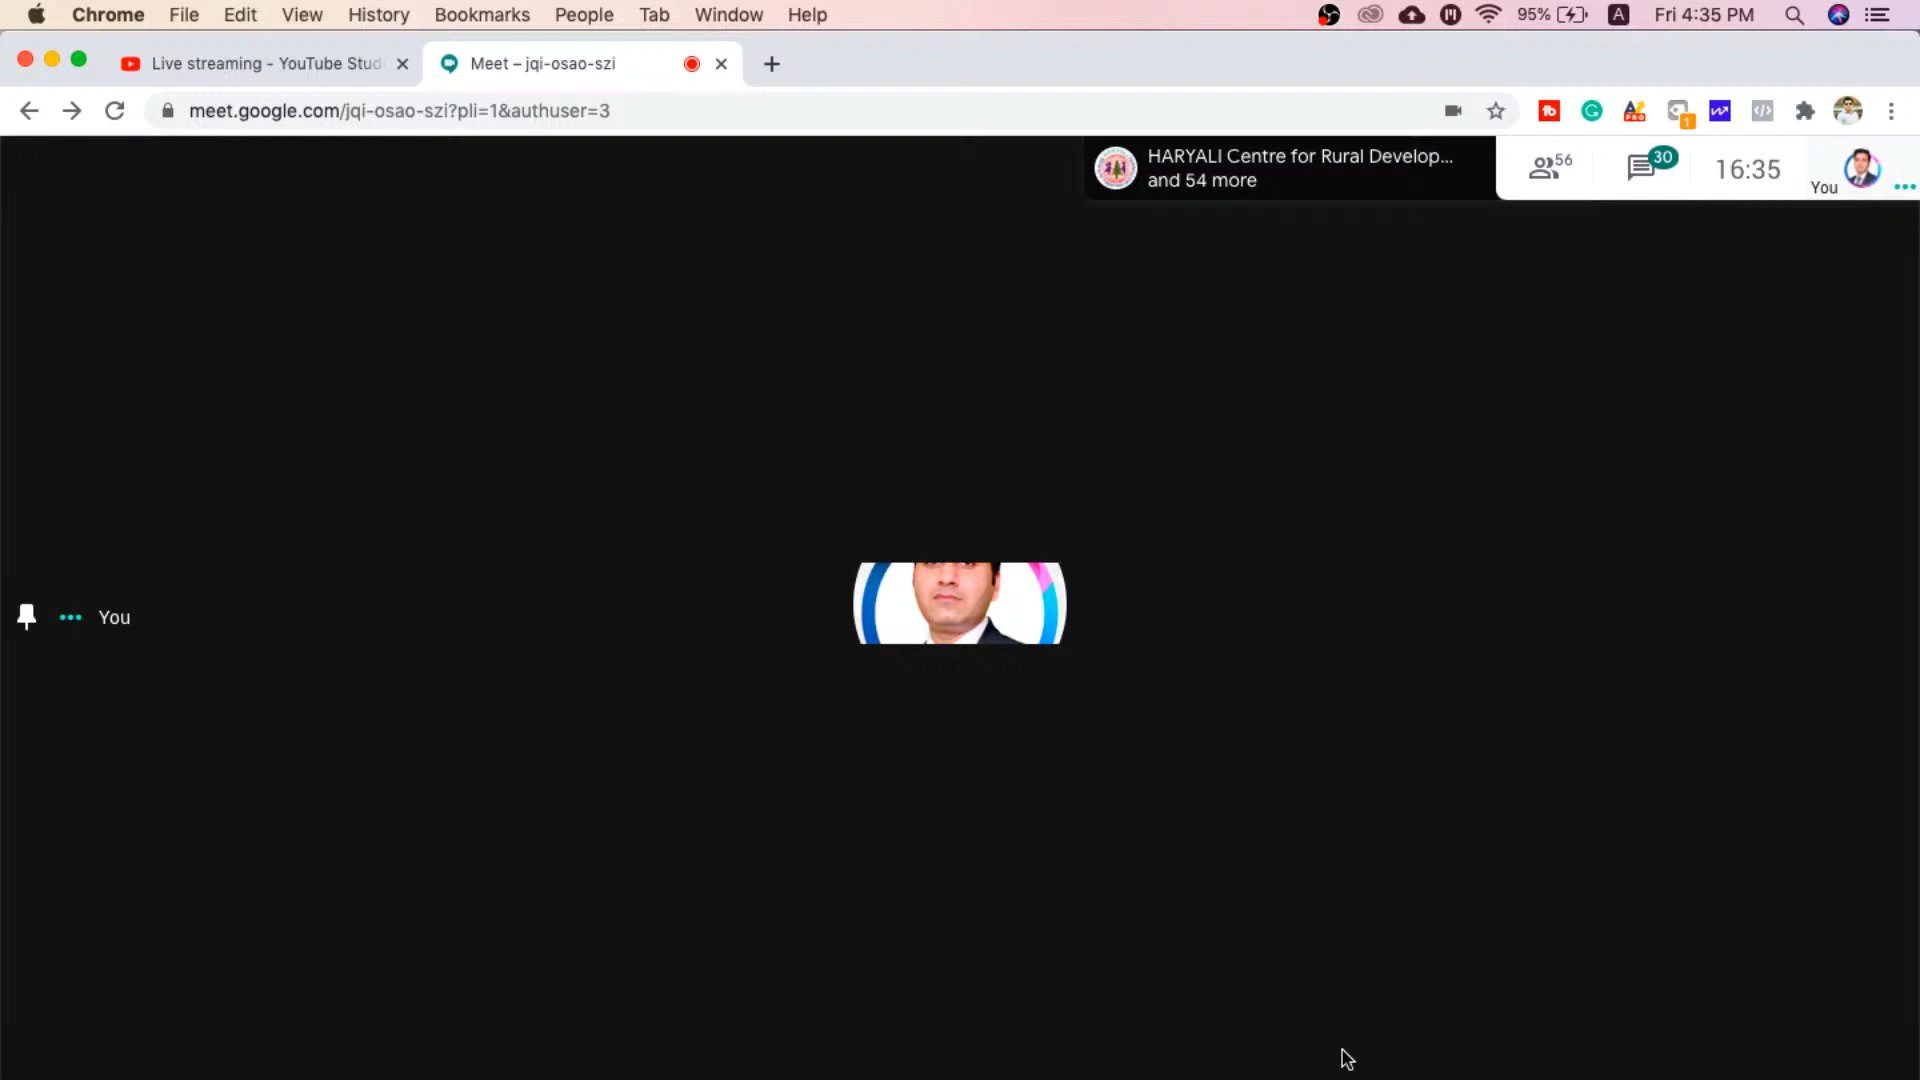 Chrome File Edit View History Bookmarks People Tab Window Help 95% A Fri 4:35 PM
Live streaming - YouTube Stud
Meet – jqi-osao-szi
meet.google.com/jqi-osao-szi?pli=1&authuser=3
1
HARYALI Centre for Rural Develop...
and 54 more
56
30
16:35
You
You